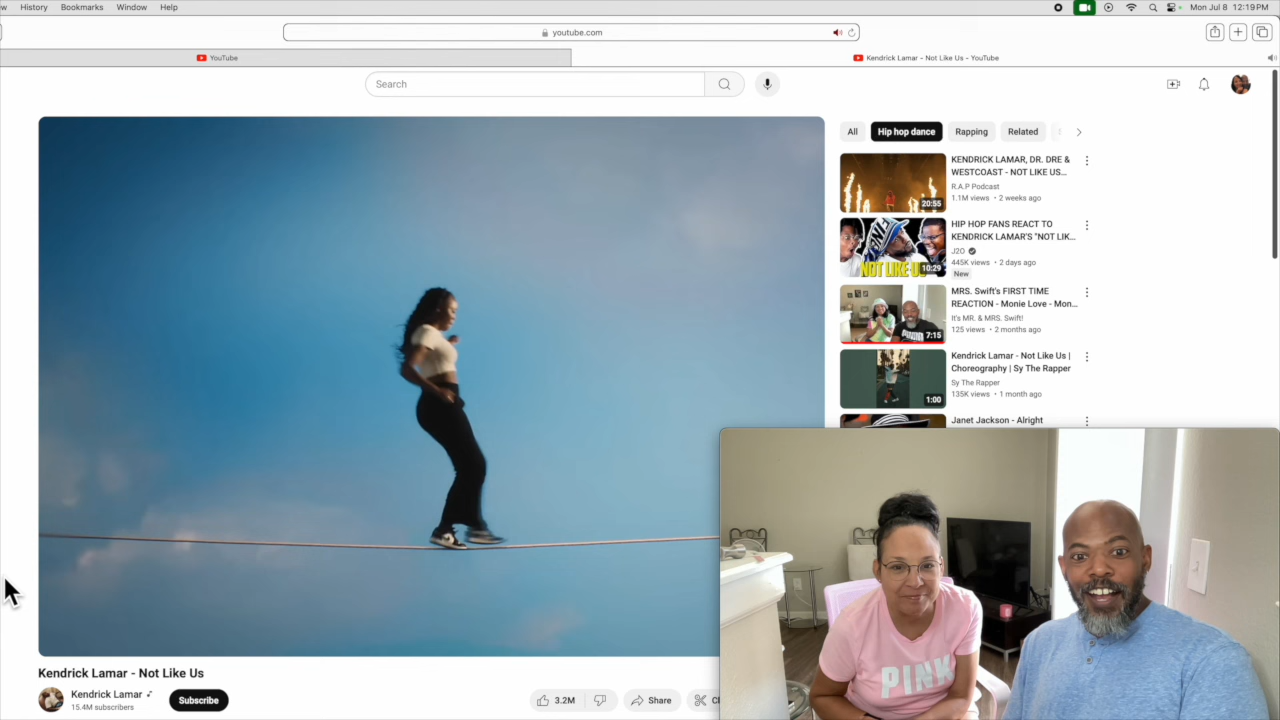 History Bookmarks Window Help
Mon Jul 8 12:19 PM
youtube.com
YouTube
Kendrick Lamar - Not Like Us - YouTube
Search
All Hip hop dance Rapping Related
KENDRICK LAMAR, DR. DRE &
WESTCOAST - NOT LIKE US...
R.A.P Podcast
1.1M views • 2 weeks ago
20:55
HIP HOP FANS REACT TO
KENDRICK LAMAR'S "NOT LIK...
J2O
445K views • 2 days ago
New
NOT LIKE US
10:29
MRS. Swift's FIRST TIME
REACTION - Monie Love - Mon...
It's MR. & MRS. Swift!
125 views • 2 months ago
7:15
Kendrick Lamar - Not Like Us |
Choreography | Sy The Rapper
Sy The Rapper
135K views • 1 month ago
1:00
Janet Jackson - Alright
PINK
Kendrick Lamar - Not Like Us
Kendrick Lamar
15.4M subscribers
Subscribe
3.2M
Share